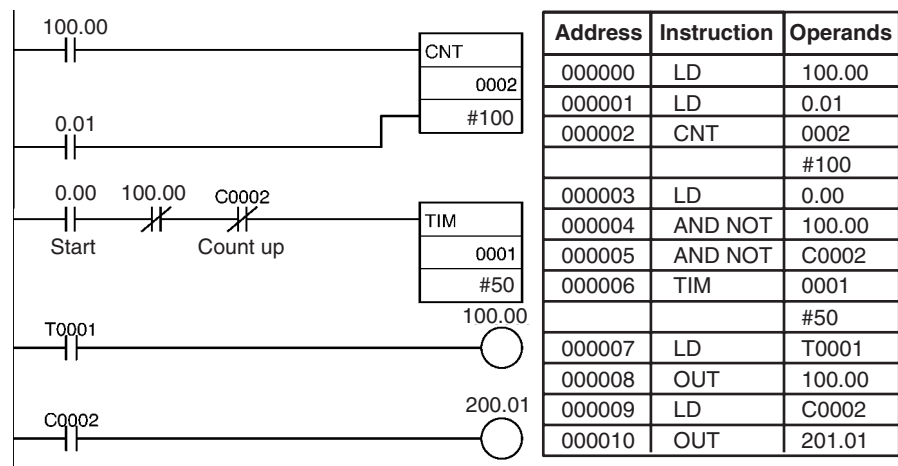 100.00
CNT
0002
#100
0.01
0.00 100.00 C0002
Start Count up
TIM
0001
#50
100.00
T0001
200.01
C0002
Address Instruction Operands
000000 LD 100.00
000001 LD 0.01
000002 CNT 0002
#100
000003 LD 0.00
000004 AND NOT 100.00
000005 AND NOT C0002
000006 TIM 0001
#50
000007 LD T0001
000008 OUT 100.00
000009 LD C0002
000010 OUT 201.01